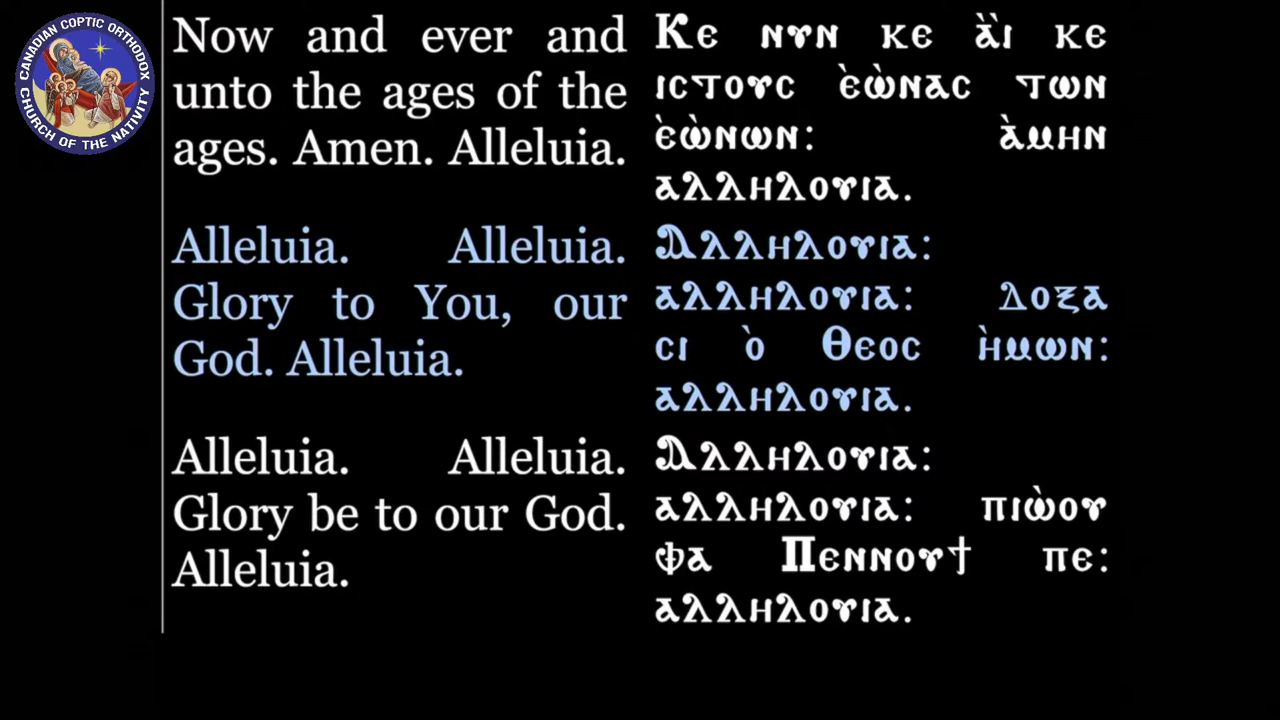 CANADIAN COPTIC ORTHODOX
CHURCH OF THE NATIVITY
Now and ever and
unto the ages of the
ages. Amen. Alleluia.
Alleluia. Alleluia.
Glory to You, our
God. Alleluia.
Alleluia. Alleluia.
Glory be to our God.
Alleluia.
Ⲕⲉ ⲛⲩⲛ ⲕⲉ ⲁ̀ⲓ̀ ⲕⲉ
ⲓⲥⲧⲟⲩⲥ ⲉ̀ⲱ̀ⲛⲁⲥ ⲧⲱⲛ
ⲉ̀ⲱ̀ⲛⲱⲛ: ⲁ̀ⲙⲏⲛ
ⲁⲗⲗⲏⲗⲟⲩⲓⲁ.
Ⲁⲗⲗⲏⲗⲟⲩⲓⲁ:
ⲁⲗⲗⲏⲗⲟⲩⲓⲁ: Ⲇⲟⲝⲁ
ⲥⲓ ⲟ̀ Ⲑⲉⲟⲥ ⲏ̀ⲙⲱⲛ:
ⲁⲗⲗⲏⲗⲟⲩⲓⲁ.
Ⲁⲗⲗⲏⲗⲟⲩⲓⲁ:
ⲁⲗⲗⲏⲗⲟⲩⲓⲁ: ⲡⲓⲱ̀ⲟⲩ
ⲫⲁ Ⲡⲉⲛⲛⲟⲩϯ ⲡⲉ:
ⲁⲗⲗⲏⲗⲟⲩⲓⲁ.